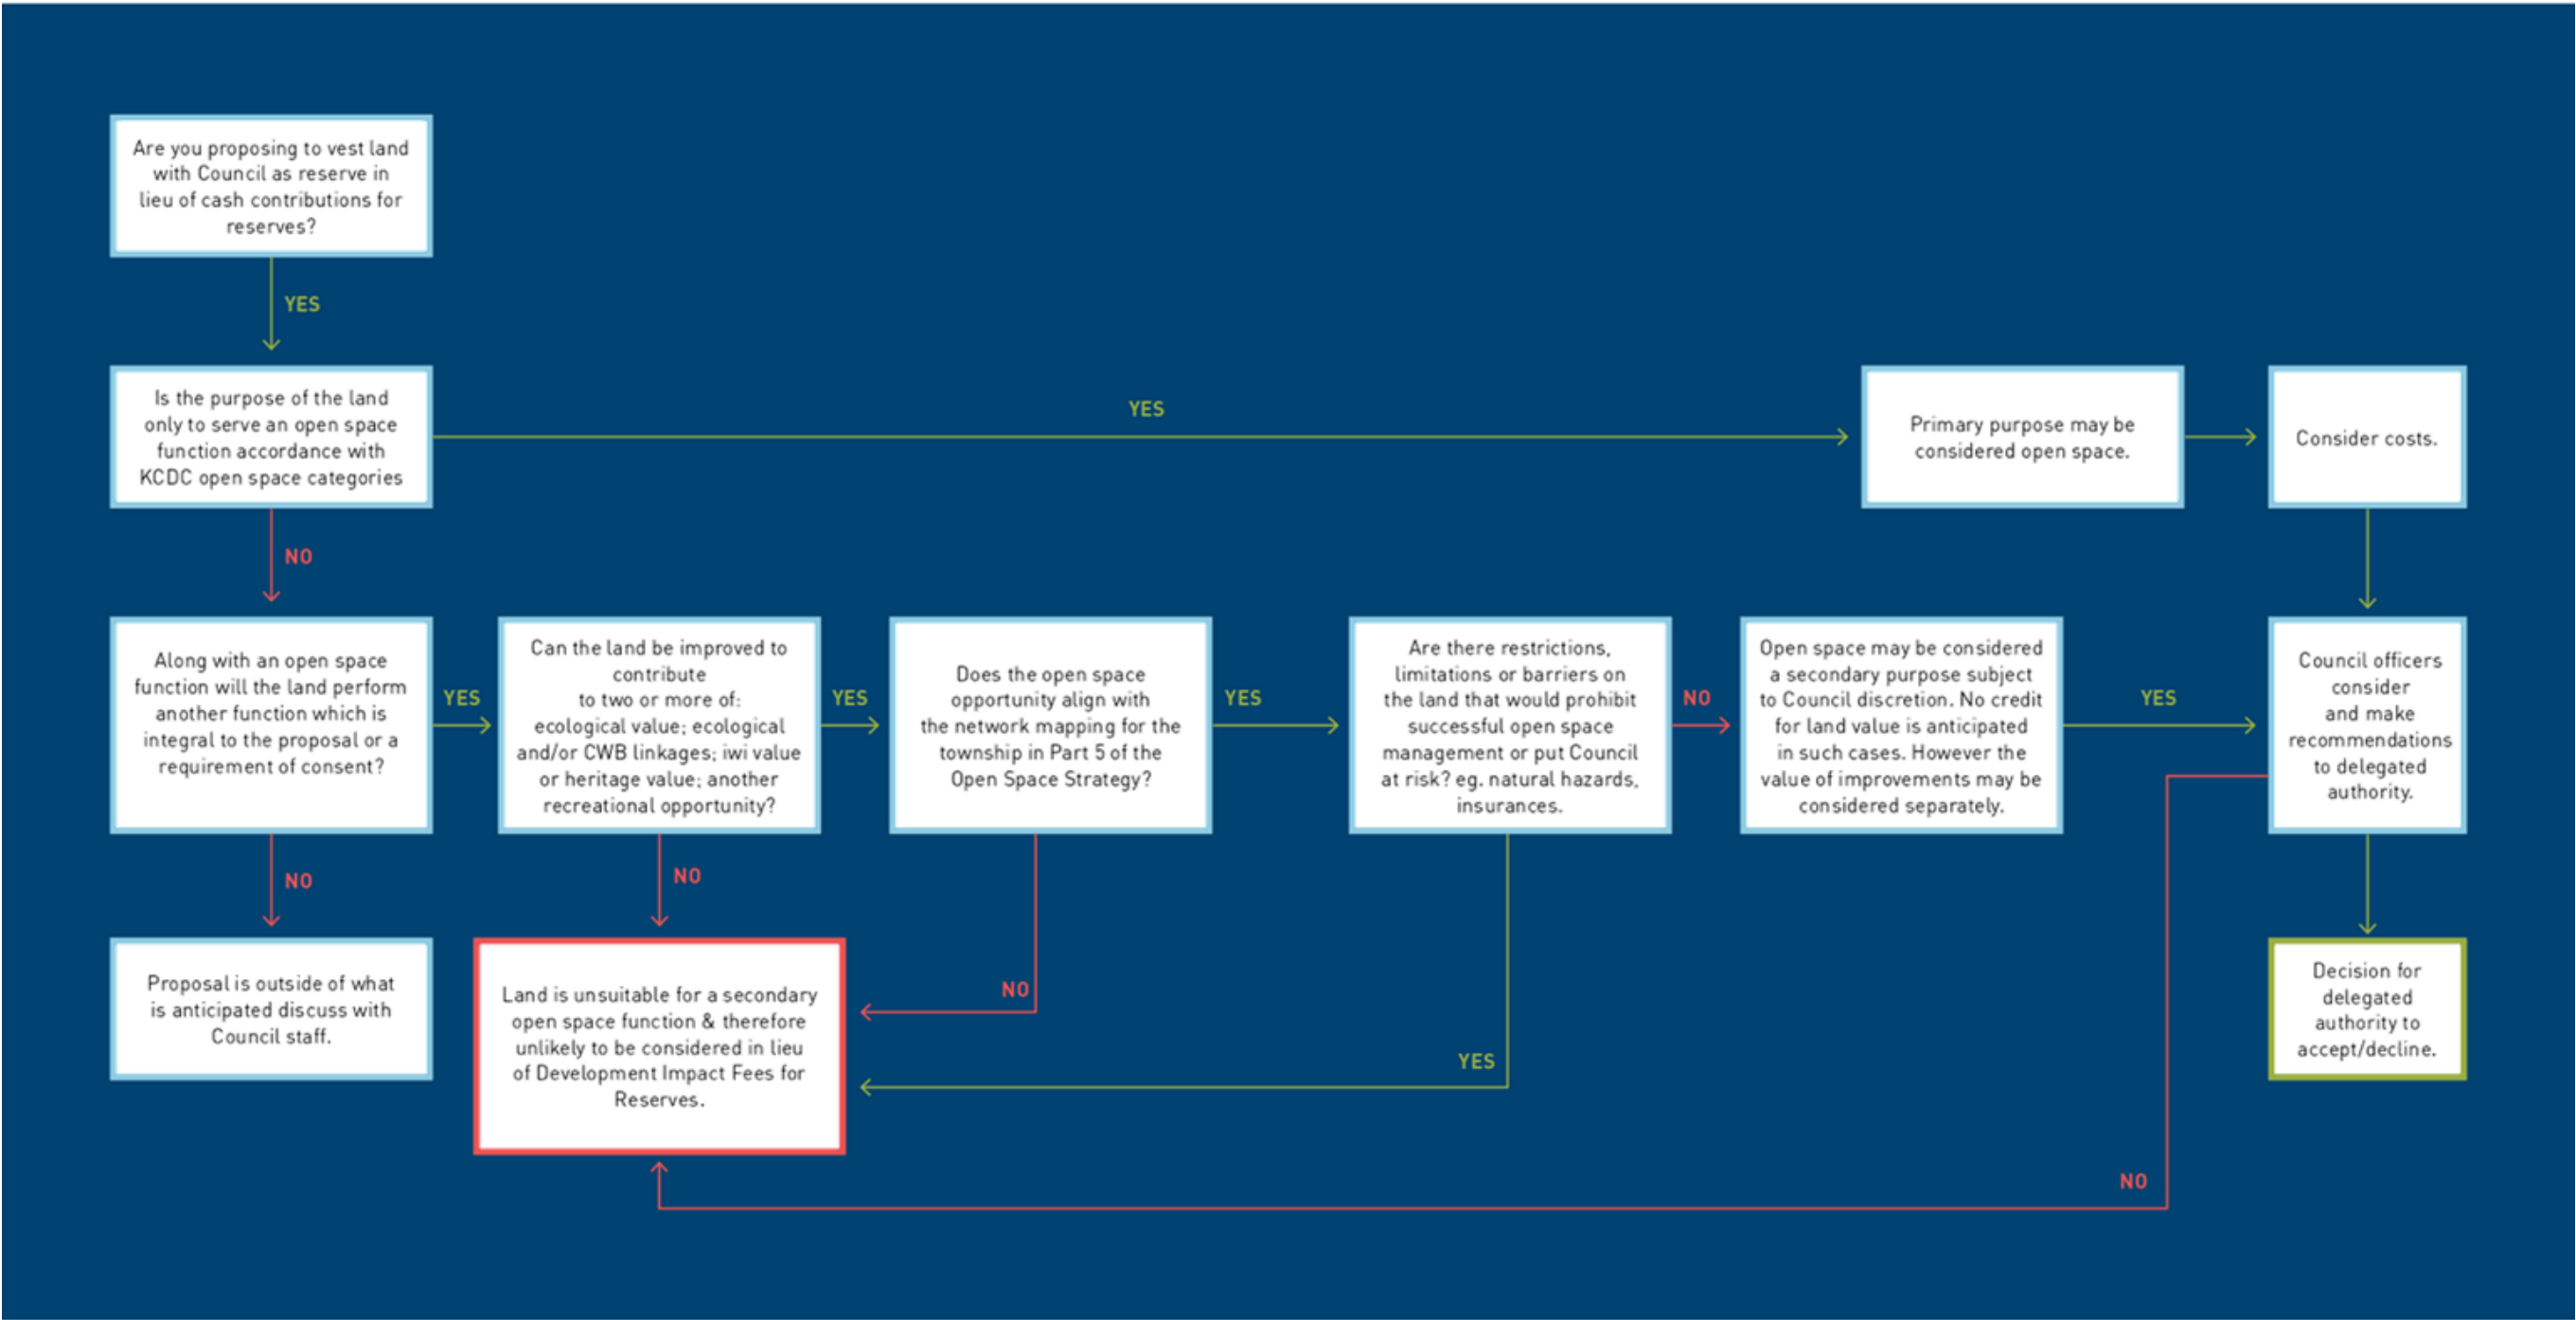 Are you proposing to vest land
with Council as reserve in
lieu of cash contributions for
reserves?
YES
Is the purpose of the land
only to serve an open space
function accordance with
KCDC open space categories
YES
Primary purpose may be
considered open space.
Consider costs.
NO
Along with an open space
function will the land perform
another function which is
integral to the proposal or a
requirement of consent?
YES
Can the land be improved to
contribute
to two or more of:
ecological value; ecological
and/or CWB linkages; iwi value
or heritage value; another
recreational opportunity?
YES
Does the open space
opportunity align with
the network mapping for the
township in Part 5 of the
Open Space Strategy?
YES
Are there restrictions,
limitations or barriers on
the land that would prohibit
successful open space
management or put Council
at risk? eg. natural hazards,
insurances.
NO
Open space may be considered
a secondary purpose subject
to Council discretion. No credit
for land value is anticipated
in such cases. However the
value of improvements may be
considered separately.
YES
Council officers
consider
and make
recommendations
to delegated
authority.
NO
Proposal is outside of what
is anticipated discuss with
Council staff.
NO
Land is unsuitable for a secondary
open space function & therefore
unlikely to be considered in lieu
of Development Impact Fees for
Reserves.
NO
YES
NO
Decision for
delegated
authority to
accept/decline.